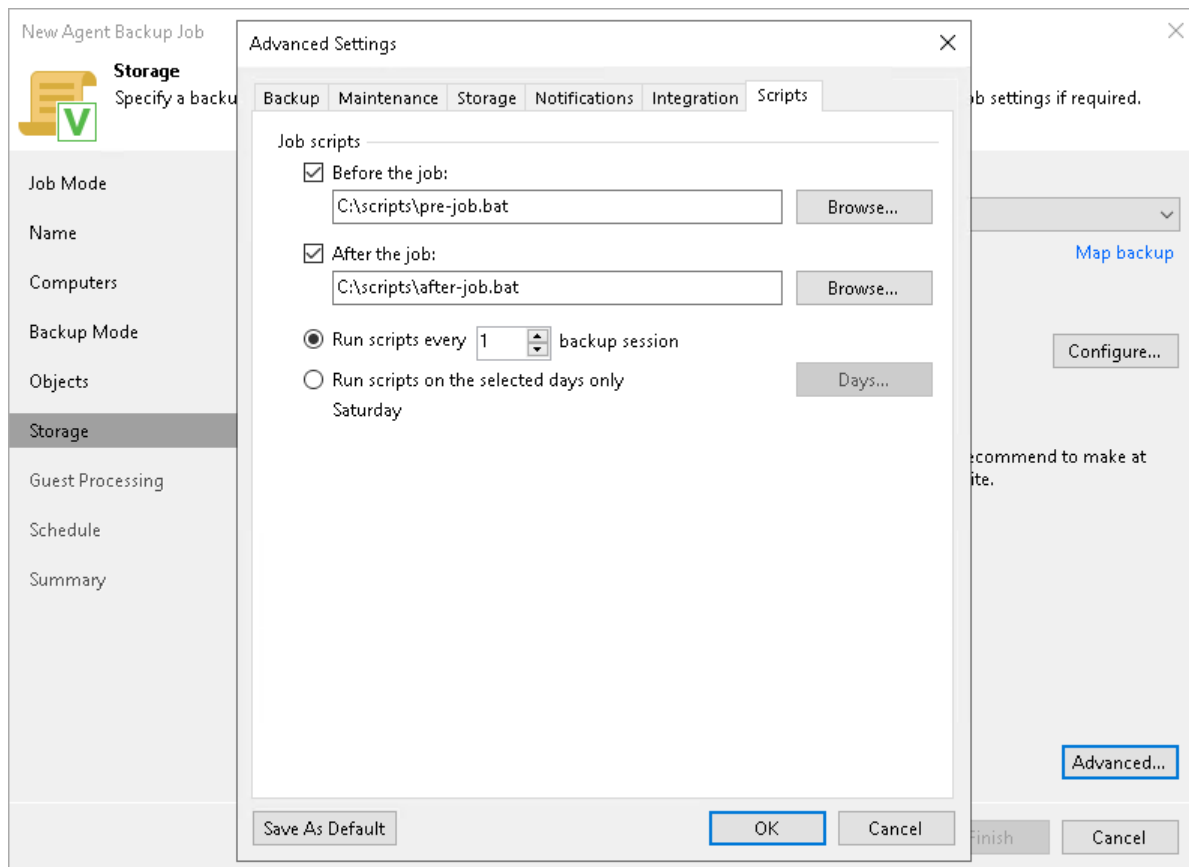 New Agent Backup Job
Storage
Specify a backu
ob settings if required.
Job Mode
Name
Computers
Backup Mode
Objects
Storage
Guest Processing
Schedule
Summary
Advanced Settings
Backup Maintenance Storage Notifications Integration Scripts
Job scripts
Before the job:
C:\scripts\pre-job.bat Browse...
After the job:
C:\scripts\after-job.bat Browse...
Run scripts every 1 backup session
Run scripts on the selected days only Days...
Saturday
Save As Default OK Cancel
Map backup
Configure...
ecommend to make at
ite.
Advanced...
Finish Cancel